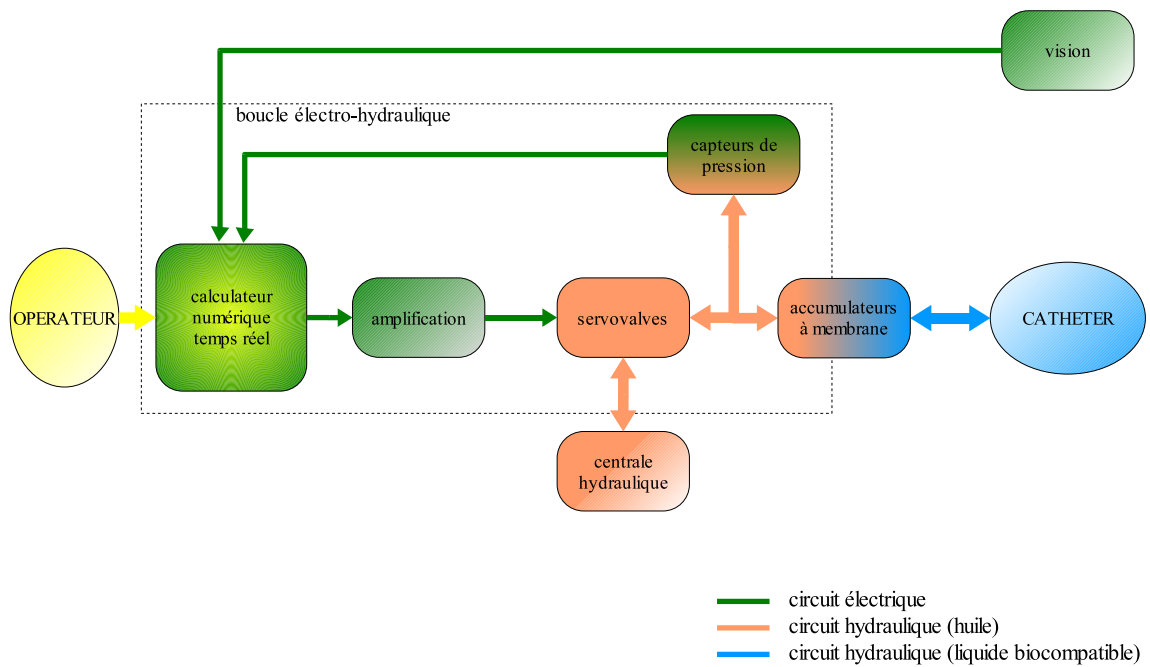 vision
boucle électro-hydraulique
capteurs de
pression
OPERATEUR
calculateur
numérique
temps réel
amplification
servovalves
accumulateurs
à membrane
CATHETER
centrale
hydraulique
circuit électrique
circuit hydraulique (huile)
circuit hydraulique (liquide biocompatible)